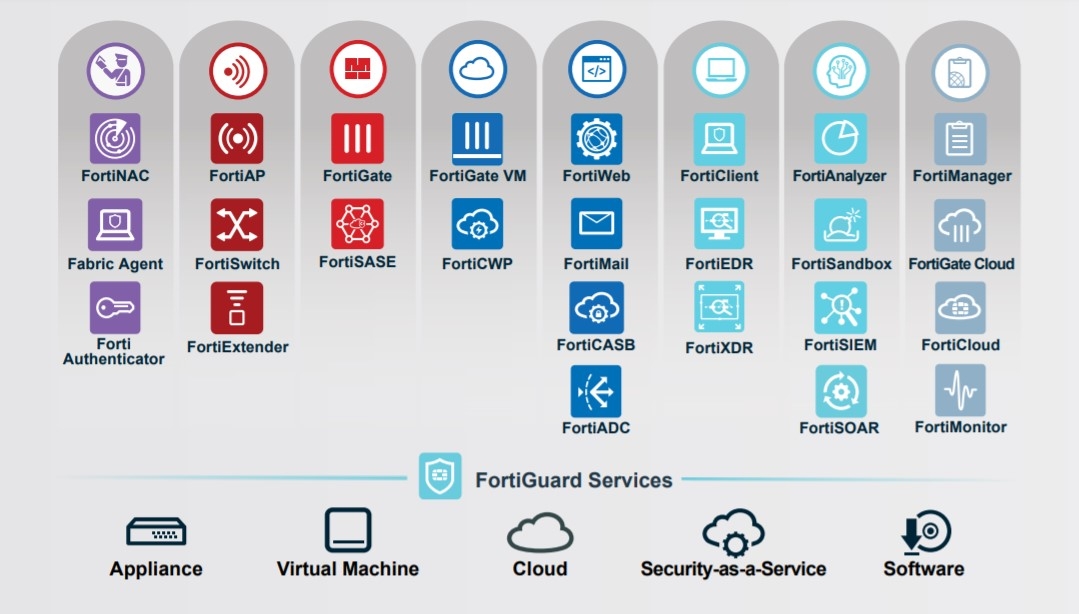 FortiNAC
FortiAP
FortiGate
FortiGate VM
FortiWeb
FortiClient
FortiAnalyzer
FortiManager
Fabric Agent
FortiSwitch
FortiSASE
FortiCWP
FortiMail
FortiEDR
FortiSandbox
FortiGate Cloud
Forti
Authenticator
FortiExtender
FortiCASB
FortiXDR
FortiSIEM
FortiCloud
FortiADC
FortiSOAR
FortiMonitor
FortiGuard Services
Appliance
Virtual Machine
Cloud
Security-as-a-Service
Software